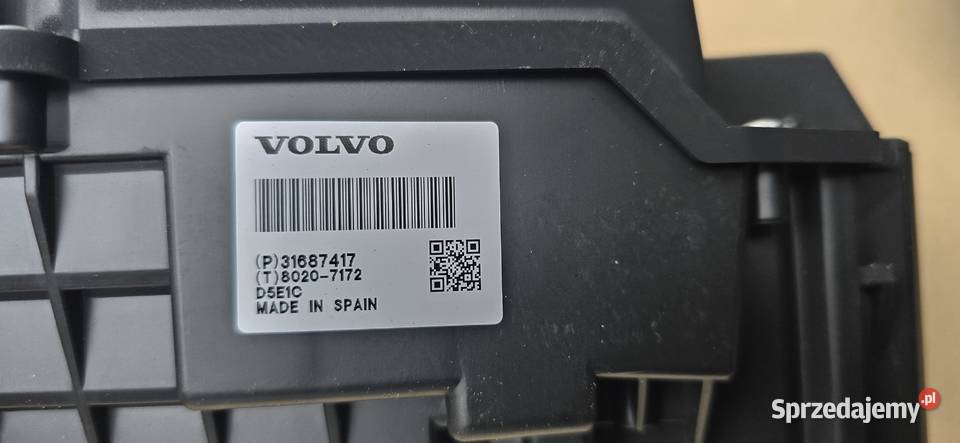 VOLVO
(P)31687417
(T)8020-7172
D5E1C
MADE IN SPAIN
Sprzedajemy.pl